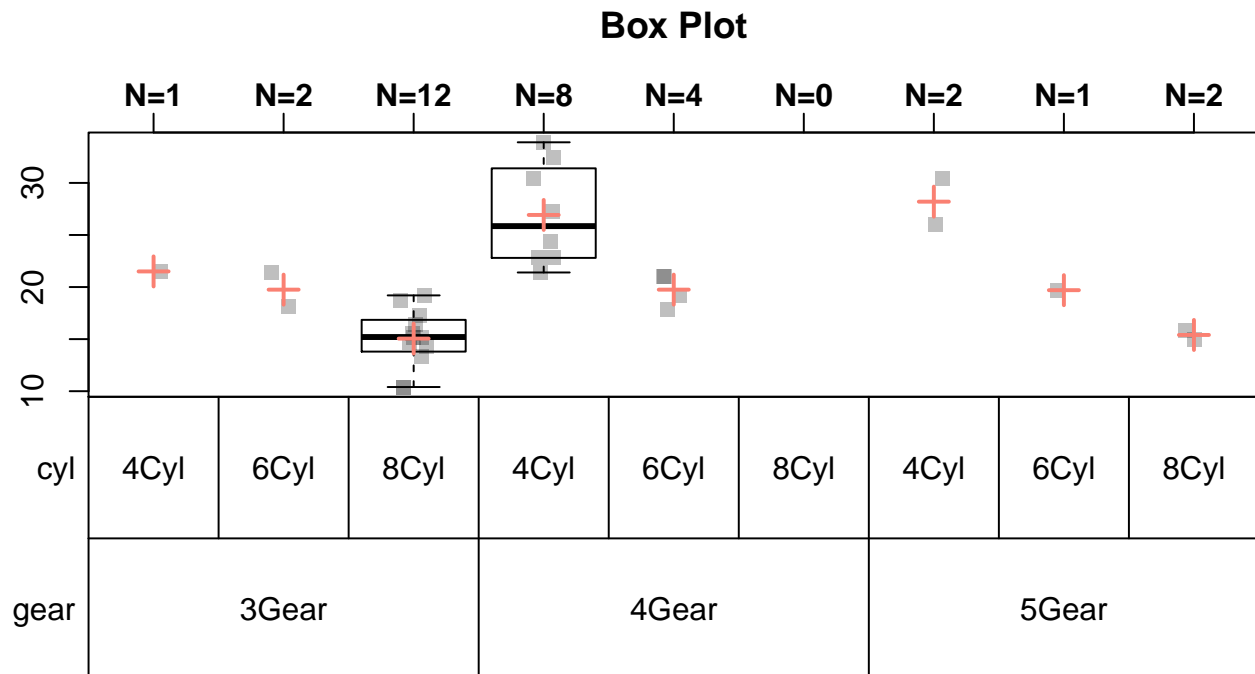 Box Plot
N=1 N=2 N=12 N=8 N=4 N=0 N=2 N=1 N=2
30
20
10
cyl 4Cyl 6Cyl 8Cyl 4Cyl 6Cyl 8Cyl 4Cyl 6Cyl 8Cyl
gear 3Gear 4Gear 5Gear